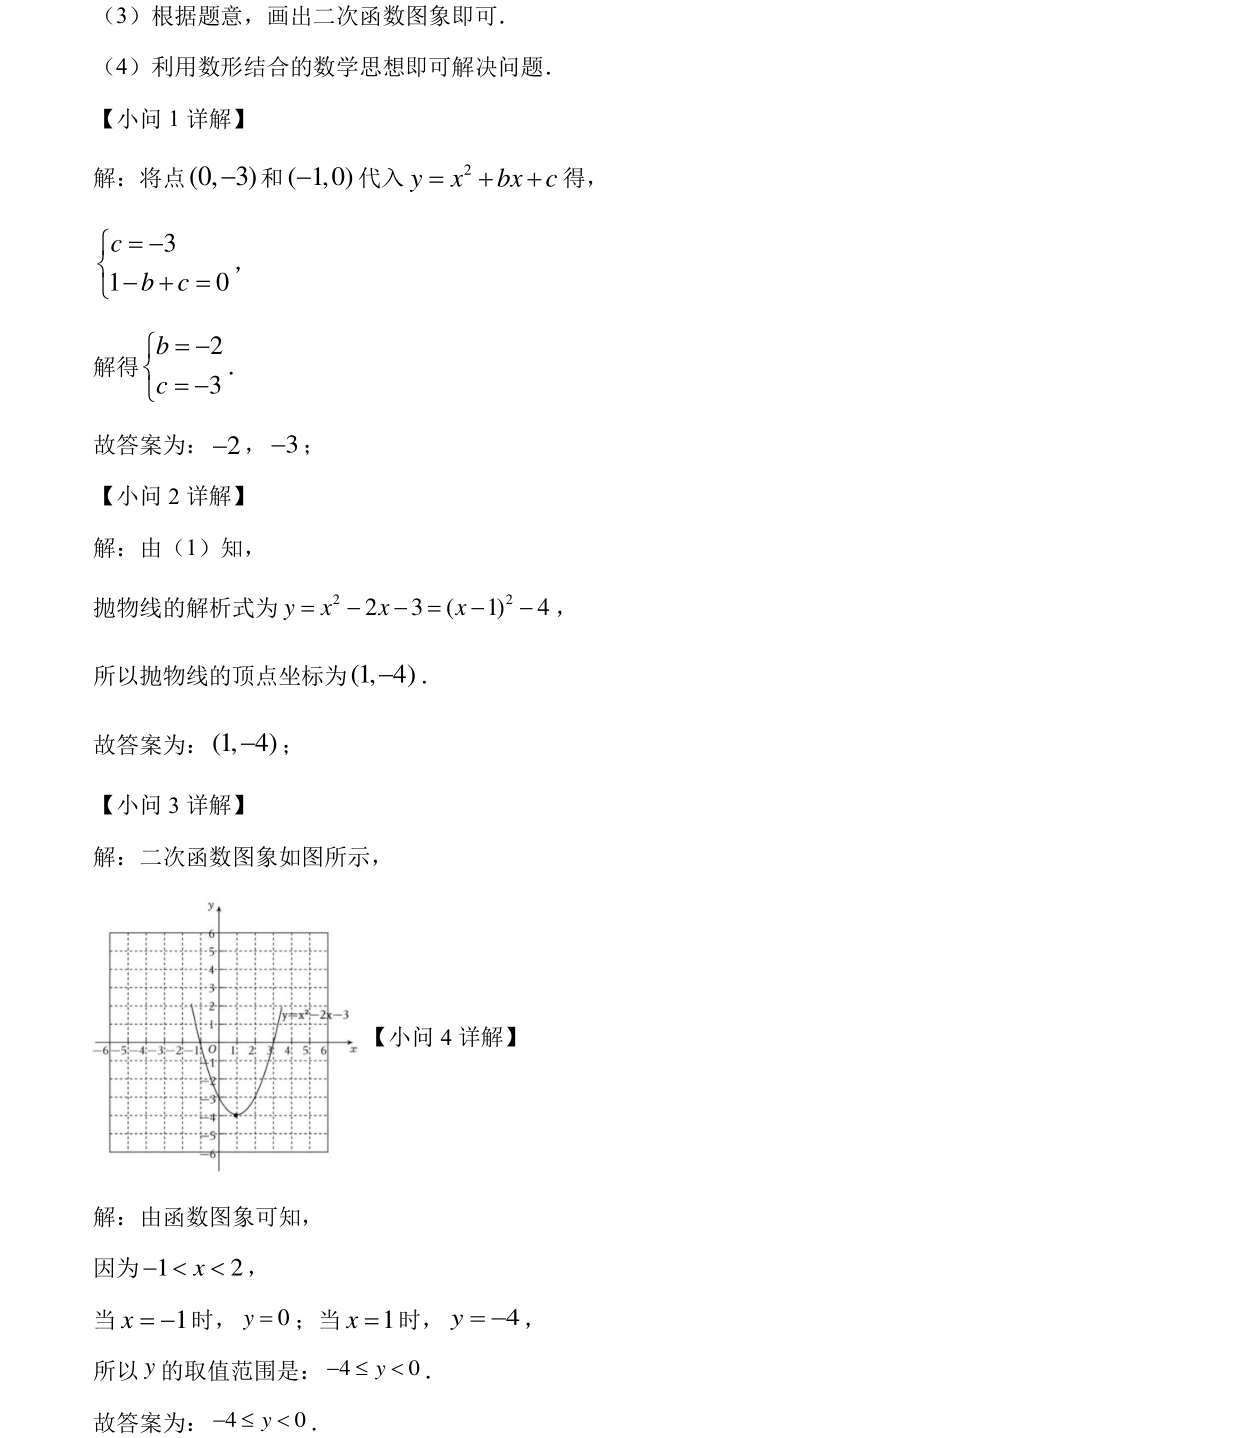 （3）根据题意，画出二次函数图象即可．
（4）利用数形结合的数学思想即可解决问题．
【小问 1 详解】
解：将点(0,−3)和(−1,0)代入 y = x² + bx + c 得，
{c = −3
1− b + c = 0 ，
解得{b = −2
c = −3 ．
故答案为：−2，−3；
【小问 2 详解】
解：由（1）知，
抛物线的解析式为 y = x² − 2x − 3 = (x − 1)² − 4，
所以抛物线的顶点坐标为(1,−4)．
故答案为：(1,−4)；
【小问 3 详解】
解：二次函数图象如图所示，
y
6
5
4
3
2
1
y=x²−2x−3
−6 −5 −4 −3 −2 −1 O 1 2 3 4 5 6 x
−1
−2
−3
−4
−5
−6
【小问 4 详解】
解：由函数图象可知，
因为 −1 < x < 2，
当 x = −1 时，y = 0；当 x = 1 时，y = −4，
所以 y 的取值范围是：−4 ≤ y < 0．
故答案为：−4 ≤ y < 0．